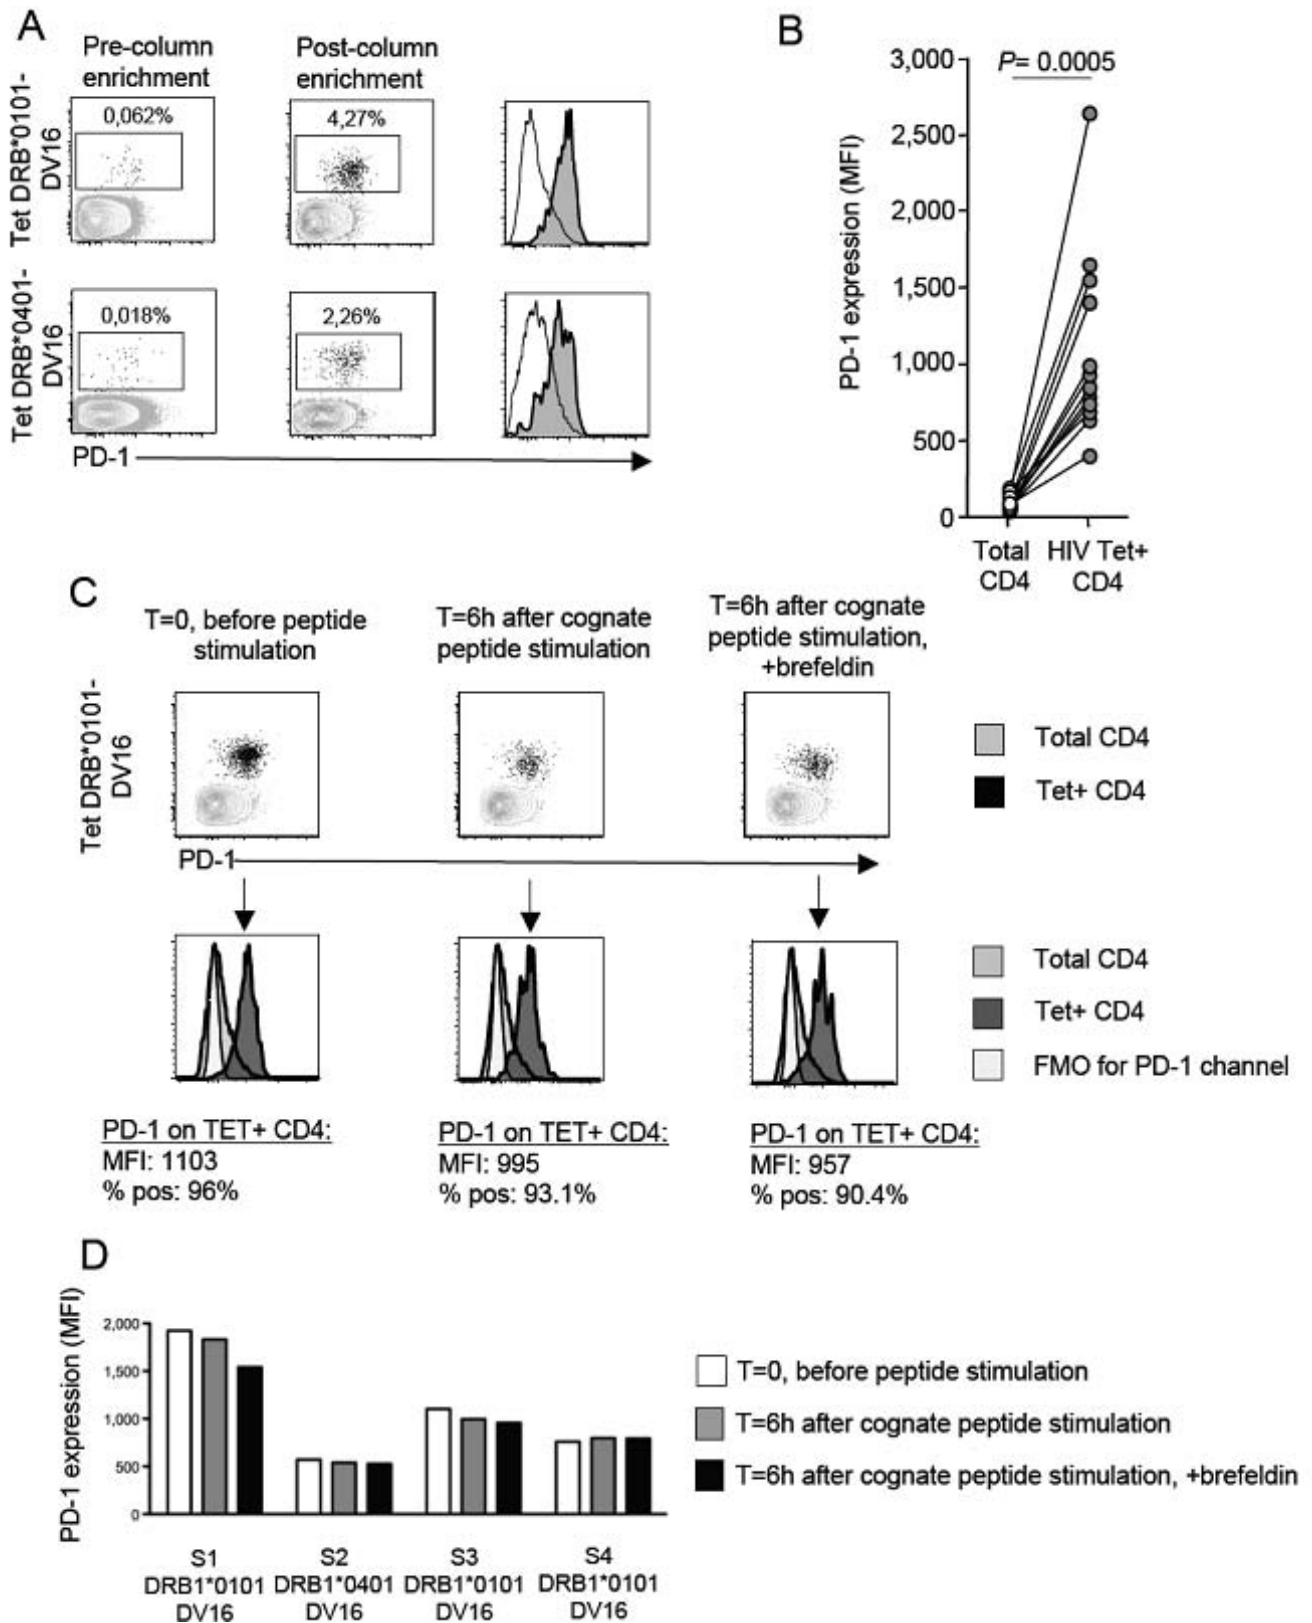 A
Pre-column
enrichment
Post-column
enrichment
Tet DRB*0101-
DV16
0,062%
4,27%
Tet DRB*0401-
DV16
0,018%
2,26%
PD-1
B
P= 0.0005
PD-1 expression (MFI)
3,000
2,500
2,000
1,500
1,000
500
0
Total
CD4
HIV Tet+
CD4
C
T=0, before peptide
stimulation
T=6h after cognate
peptide stimulation
T=6h after cognate
peptide stimulation,
+brefeldin
Tet DRB*0101-
DV16
Total CD4
Tet+ CD4
PD-1
Total CD4
Tet+ CD4
FMO for PD-1 channel
PD-1 on TET+ CD4:
MFI: 1103
% pos: 96%
PD-1 on TET+ CD4:
MFI: 995
% pos: 93.1%
PD-1 on TET+ CD4:
MFI: 957
% pos: 90.4%
D
PD-1 expression (MFI)
2,000
1,500
1,000
500
0
T=0, before peptide stimulation
T=6h after cognate peptide stimulation
T=6h after cognate peptide stimulation, +brefeldin
S1
DRB1*0101
DV16
S2
DRB1*0401
DV16
S3
DRB1*0101
DV16
S4
DRB1*0101
DV16